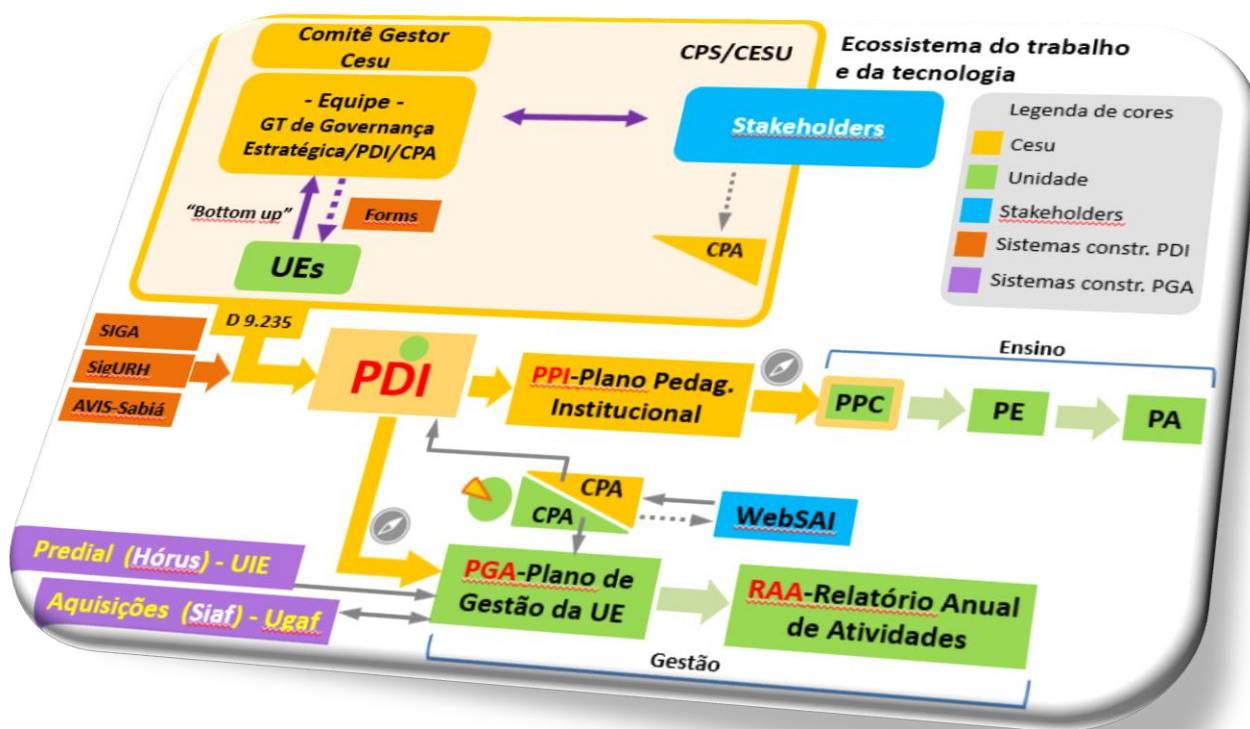 Comitê Gestor
Cesu
CPS/CESU
Ecossistema do trabalho
e da tecnologia
- Equipe -
GT de Governança
Estratégica/PDI/CPA
Stakeholders
Legenda de cores
Cesu
Unidade
Stakeholders
Sistemas constr. PDI
Sistemas constr. PGA
"Bottom up"
Forms
CPA
UEs
D 9.235
SIGA
SigURH
AVIS-Sabiá
PDI
PPI-Plano Pedag.
Institucional
Ensino
PPC
PE
PA
CPA
CPA
WebSAI
Predial (Hórus) - UIE
Aquisições (Siaf) - Ugaf
PGA-Plano de
Gestão da UE
RAA-Relatório Anual
de Atividades
Gestão